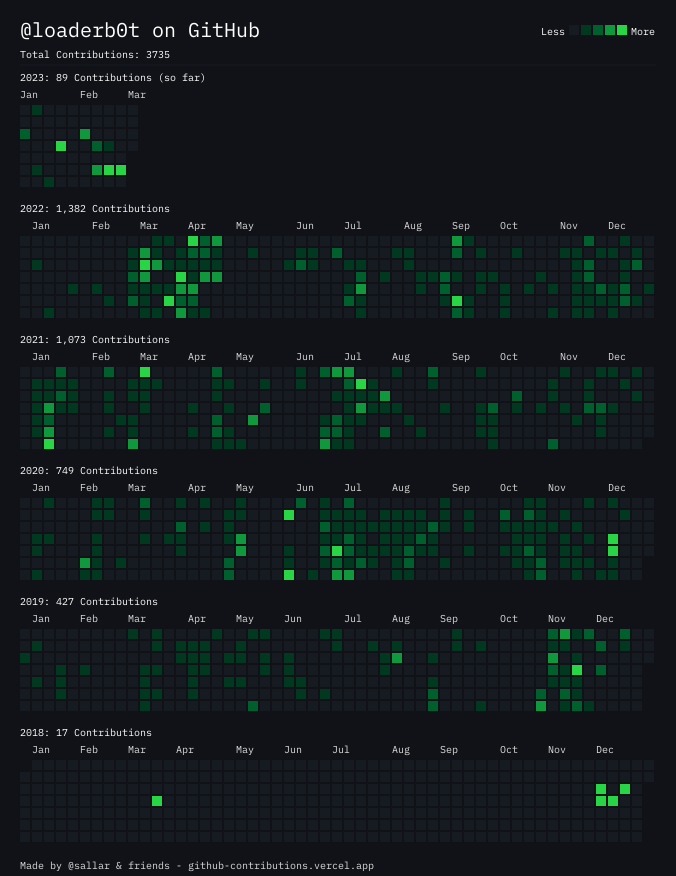 @loaderb0t on GitHub
Less More
Total Contributions: 3735
2023: 89 Contributions (so far)
Jan Feb Mar
2022: 1,382 Contributions
Jan Feb Mar Apr May Jun Jul Aug Sep Oct Nov Dec
2021: 1,073 Contributions
Jan Feb Mar Apr May Jun Jul Aug Sep Oct Nov Dec
2020: 749 Contributions
Jan Feb Mar Apr May Jun Jul Aug Sep Oct Nov Dec
2019: 427 Contributions
Jan Feb Mar Apr May Jun Jul Aug Sep Oct Nov Dec
2018: 17 Contributions
Jan Feb Mar Apr May Jun Jul Aug Sep Oct Nov Dec
Made by @sallar & friends - github-contributions.vercel.app